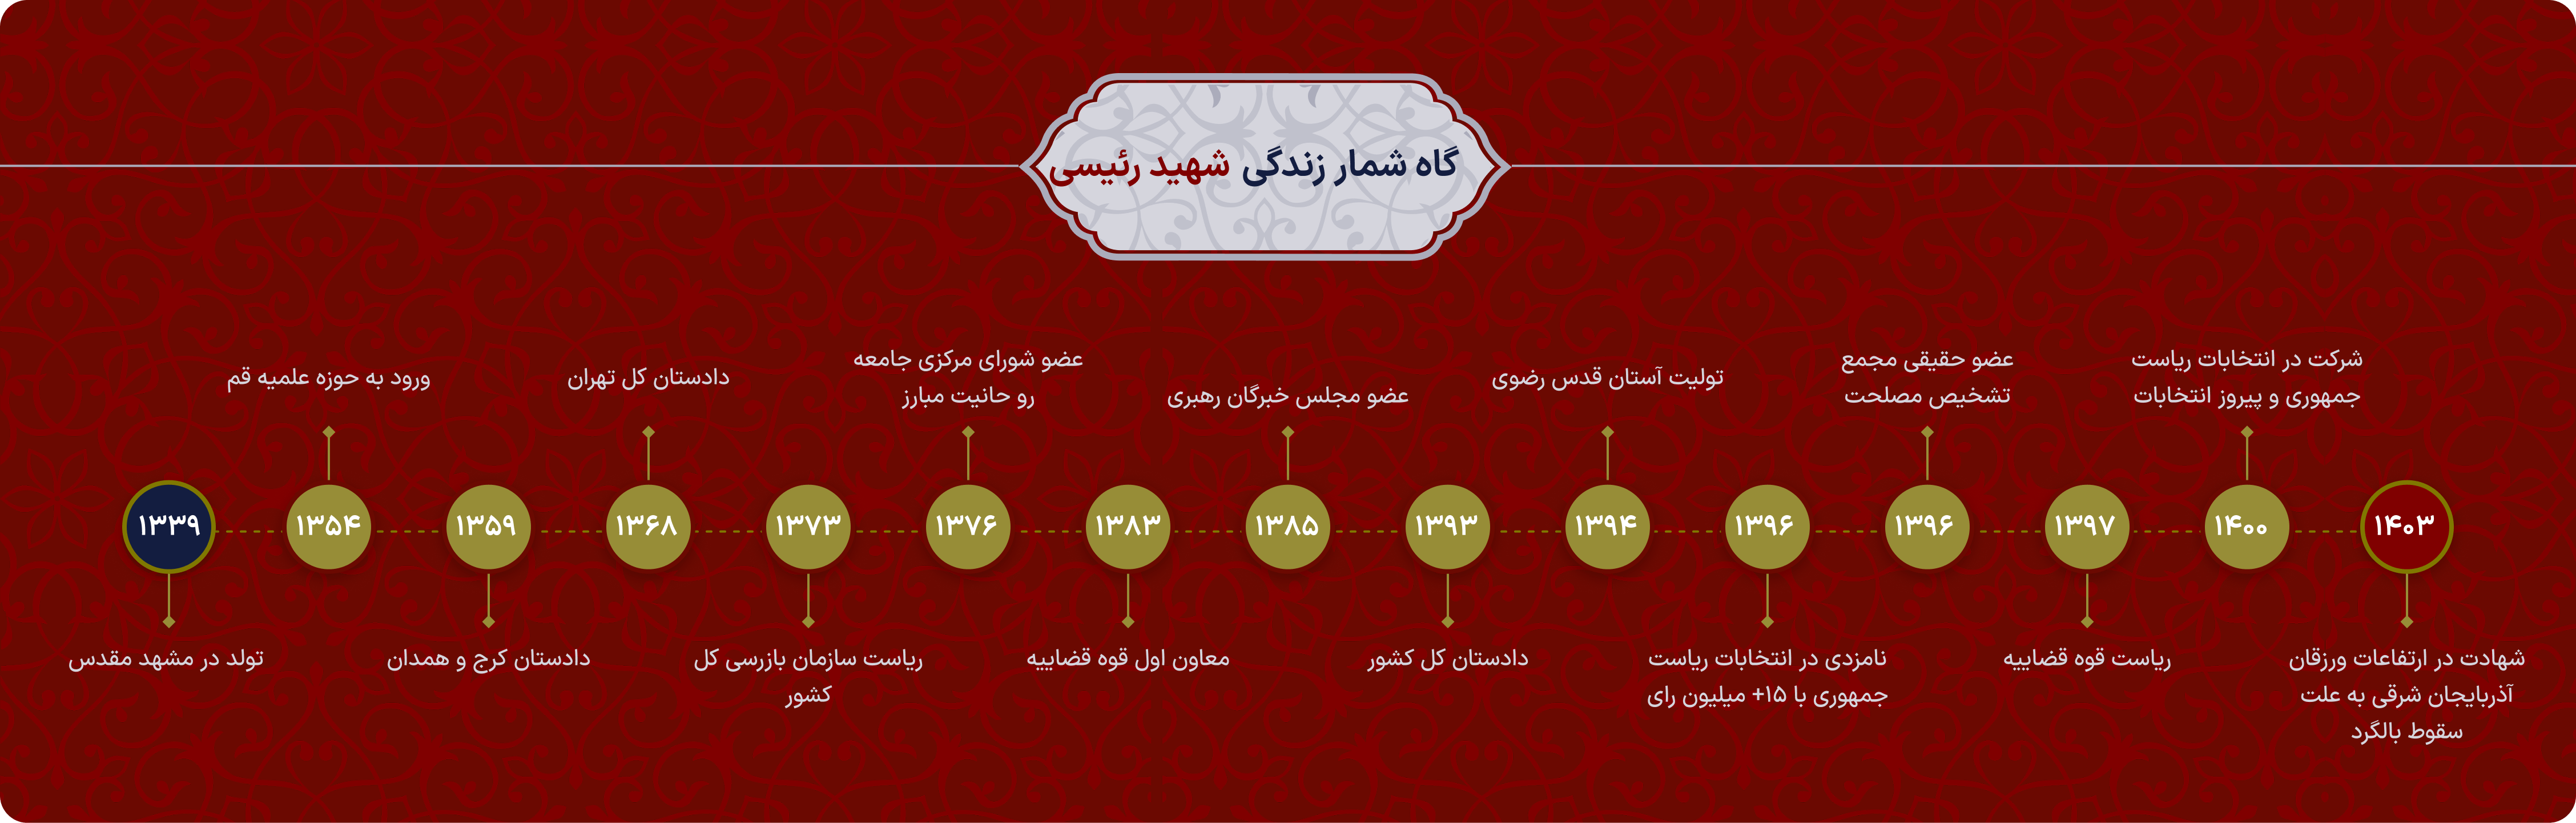 گاه شمار زندگی شهید رئیسی
۱۳۳۹
تولد در مشهد مقدس
ورود به حوزه علمیه قم
۱۳۵۴
۱۳۵۹
دادستان کرج و همدان
دادستان کل تهران
۱۳۶۸
۱۳۷۳
ریاست سازمان بازرسی کل
کشور
عضو شورای مرکزی جامعه
رو حانیت مبارز
۱۳۷۶
۱۳۸۳
معاون اول قوه قضاییه
عضو مجلس خبرگان رهبری
۱۳۸۵
۱۳۹۳
دادستان کل کشور
تولیت آستان قدس رضوی
۱۳۹۴
۱۳۹۶
نامزدی در انتخابات ریاست
جمهوری با ۱۵+ میلیون رای
عضو حقیقی مجمع
تشخیص مصلحت
۱۳۹۶
۱۳۹۷
ریاست قوه قضاییه
شرکت در انتخابات ریاست
جمهوری و پیروز انتخابات
۱۴۰۰
۱۴۰۳
شهادت در ارتفاعات ورزقان
آذربایجان شرقی به علت
سقوط بالگرد